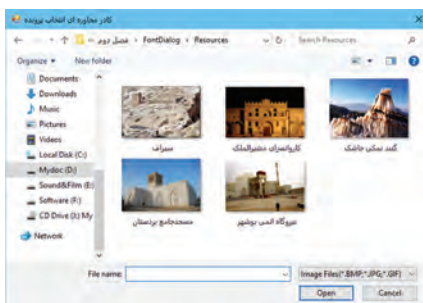 کادر محاوره ای انتخاب پرونده
فصل دوم › FontDialog › Resources
Search Resources
Organize
New folder
Documents
Downloads
Music
Pictures
Videos
Local Disk (C:)
Mydoc (D:)
Sound&Film (E:)
Software (F:)
CD Drive (J:) My
Network
سیراف
کاروانسرای مشیرالملک
گنبد نمکی جاشک
مسجدجامع بردستان
نیروگاه اتمی بوشهر
File name:
Image Files(*.BMP;*.JPG;*.GIF)
Open
Cancel